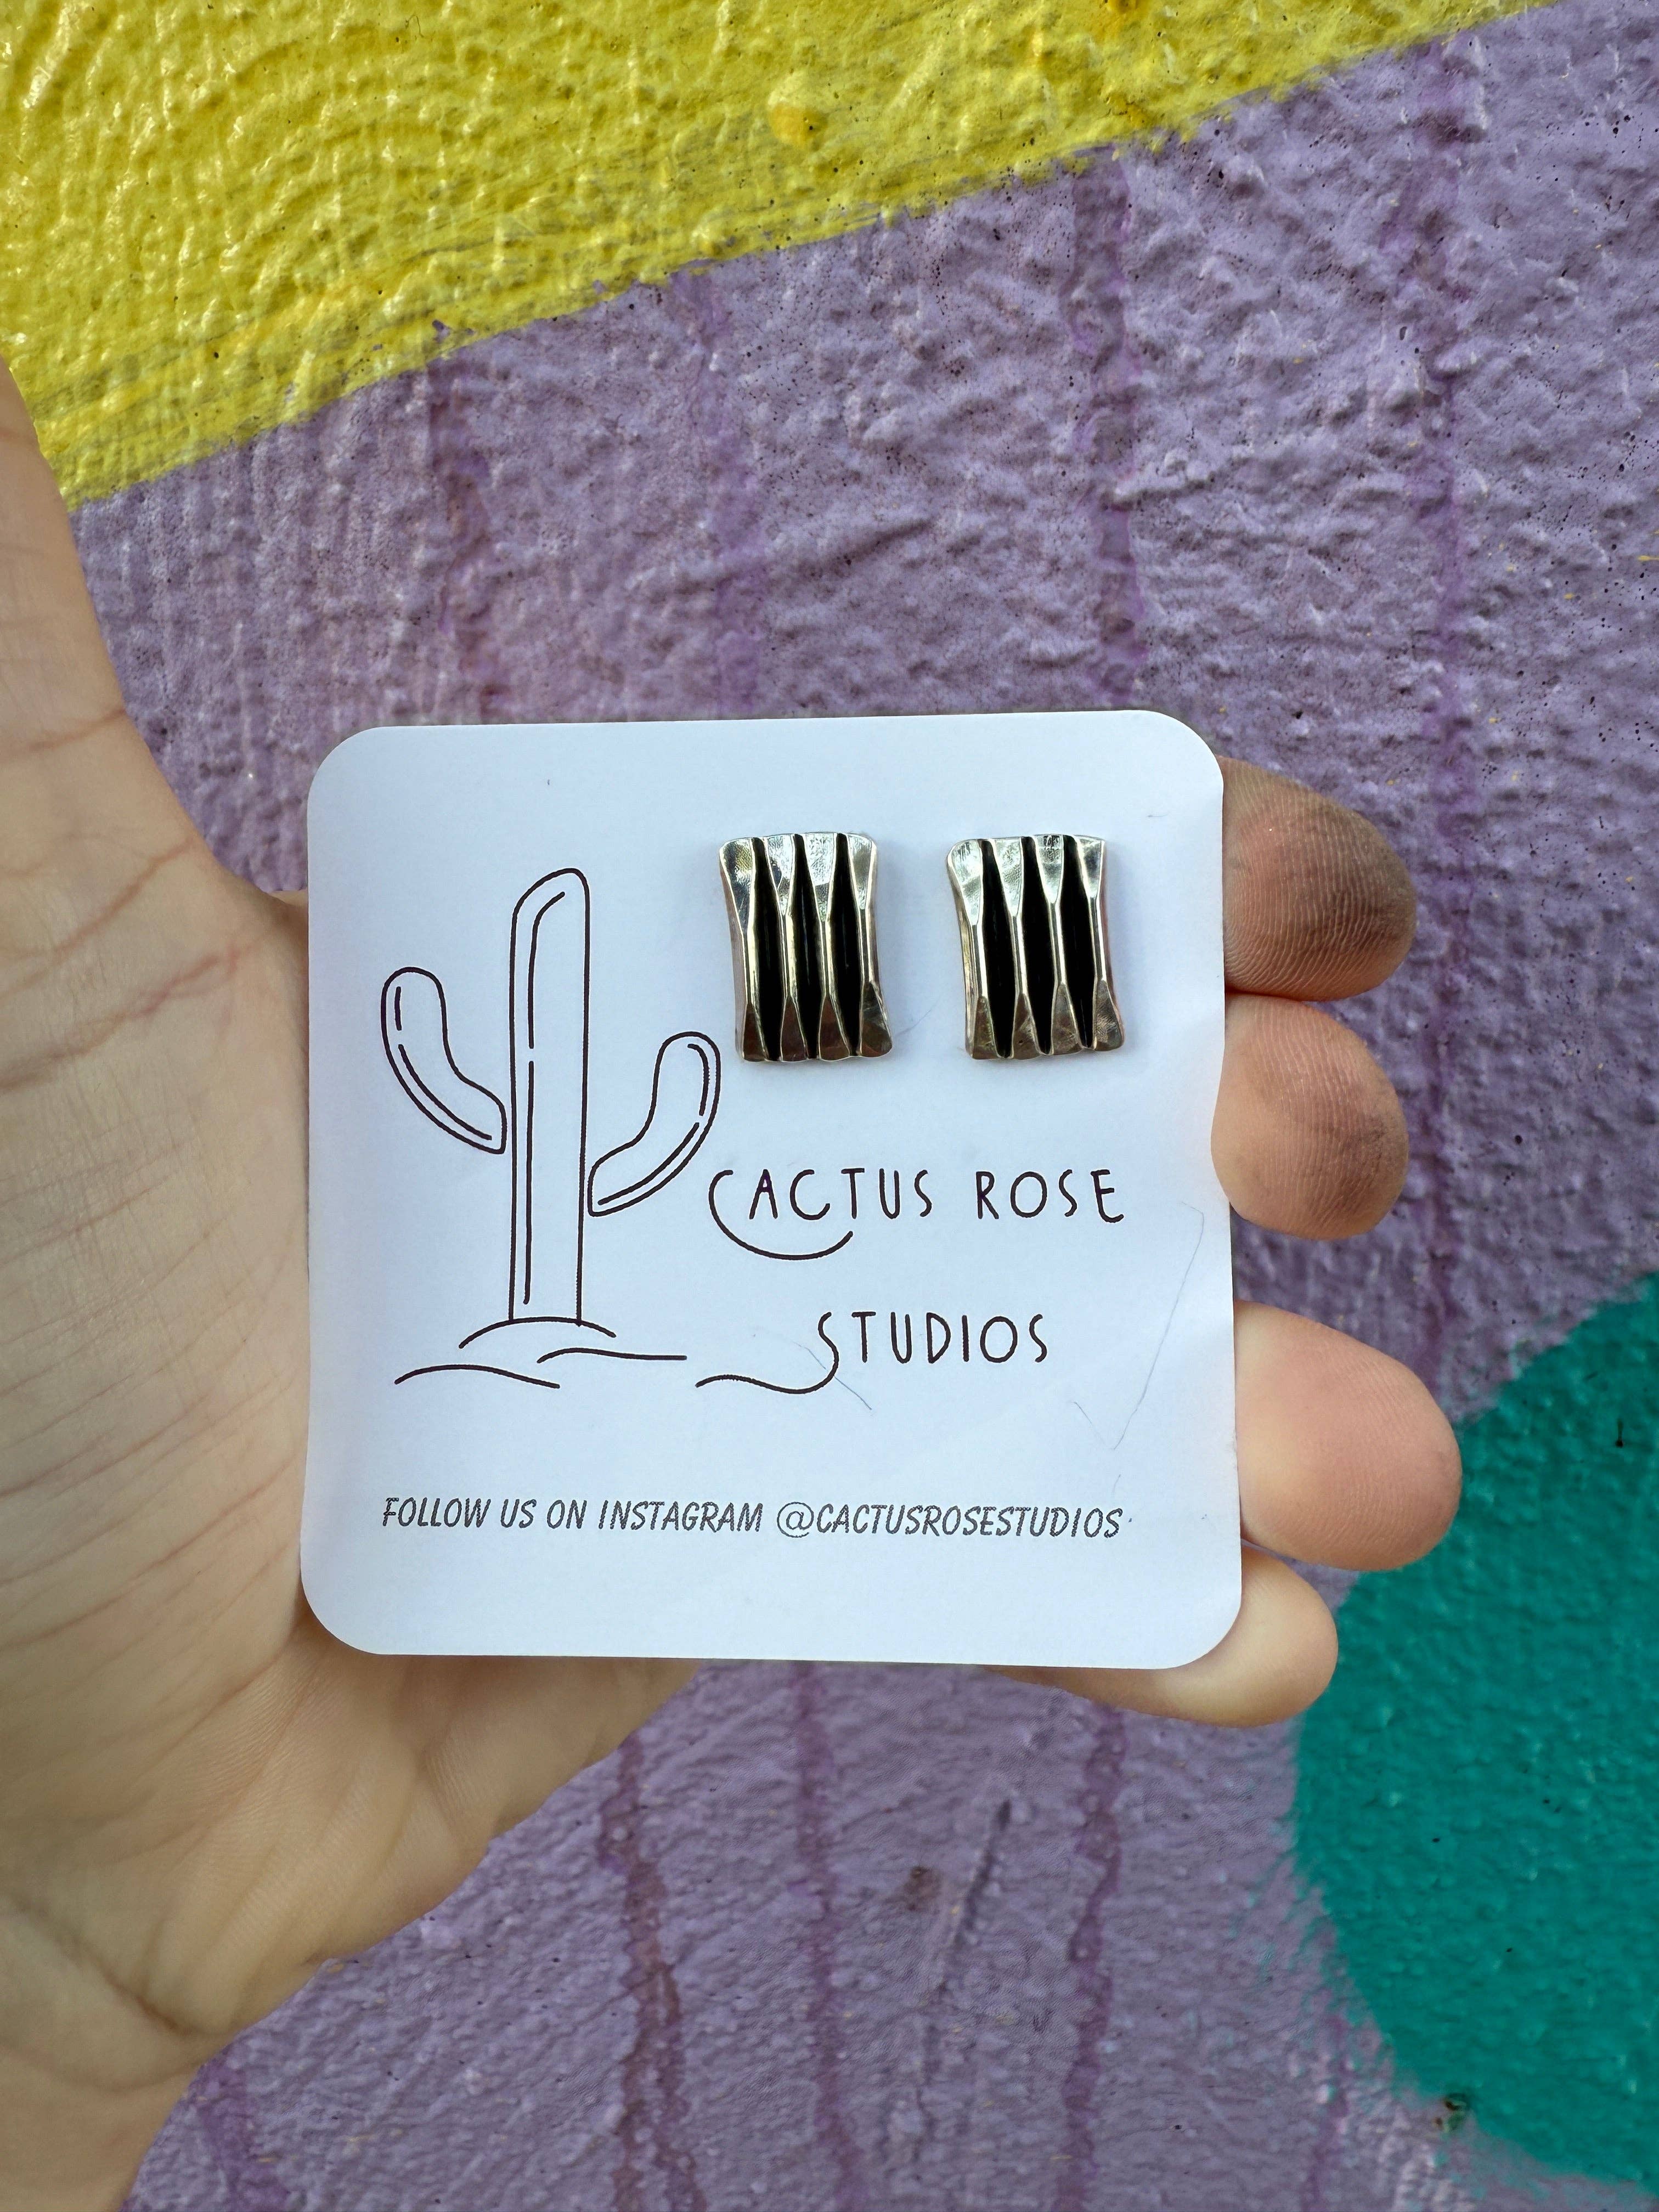 CACTUS ROSE
STUDIOS
FOLLOW US ON INSTAGRAM @CACTUSROSESTUDIOS